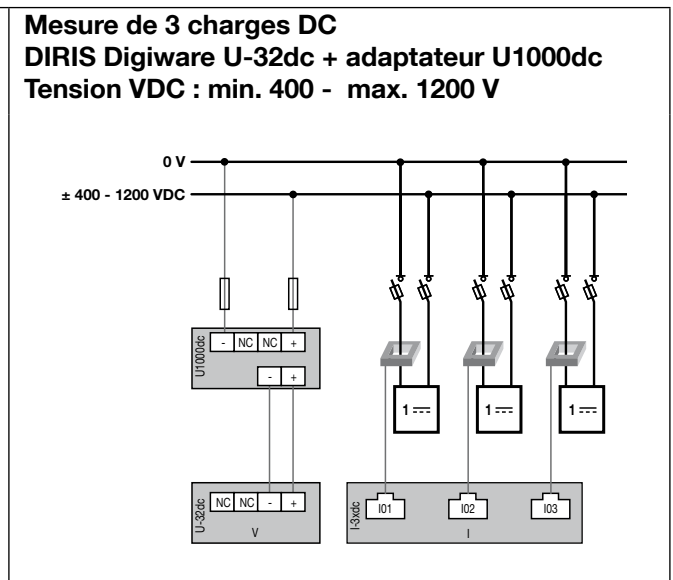 Mesure de 3 charges DC
DIRIS Digiware U-32dc + adaptateur U1000dc
Tension VDC : min. 400 - max. 1200 V
0 V
± 400 - 1200 VDC
U1000dc
- NC NC +
- +
1 1 1
U-32dc
NC NC - +
V
I-3xdc
I01 I02 I03
I